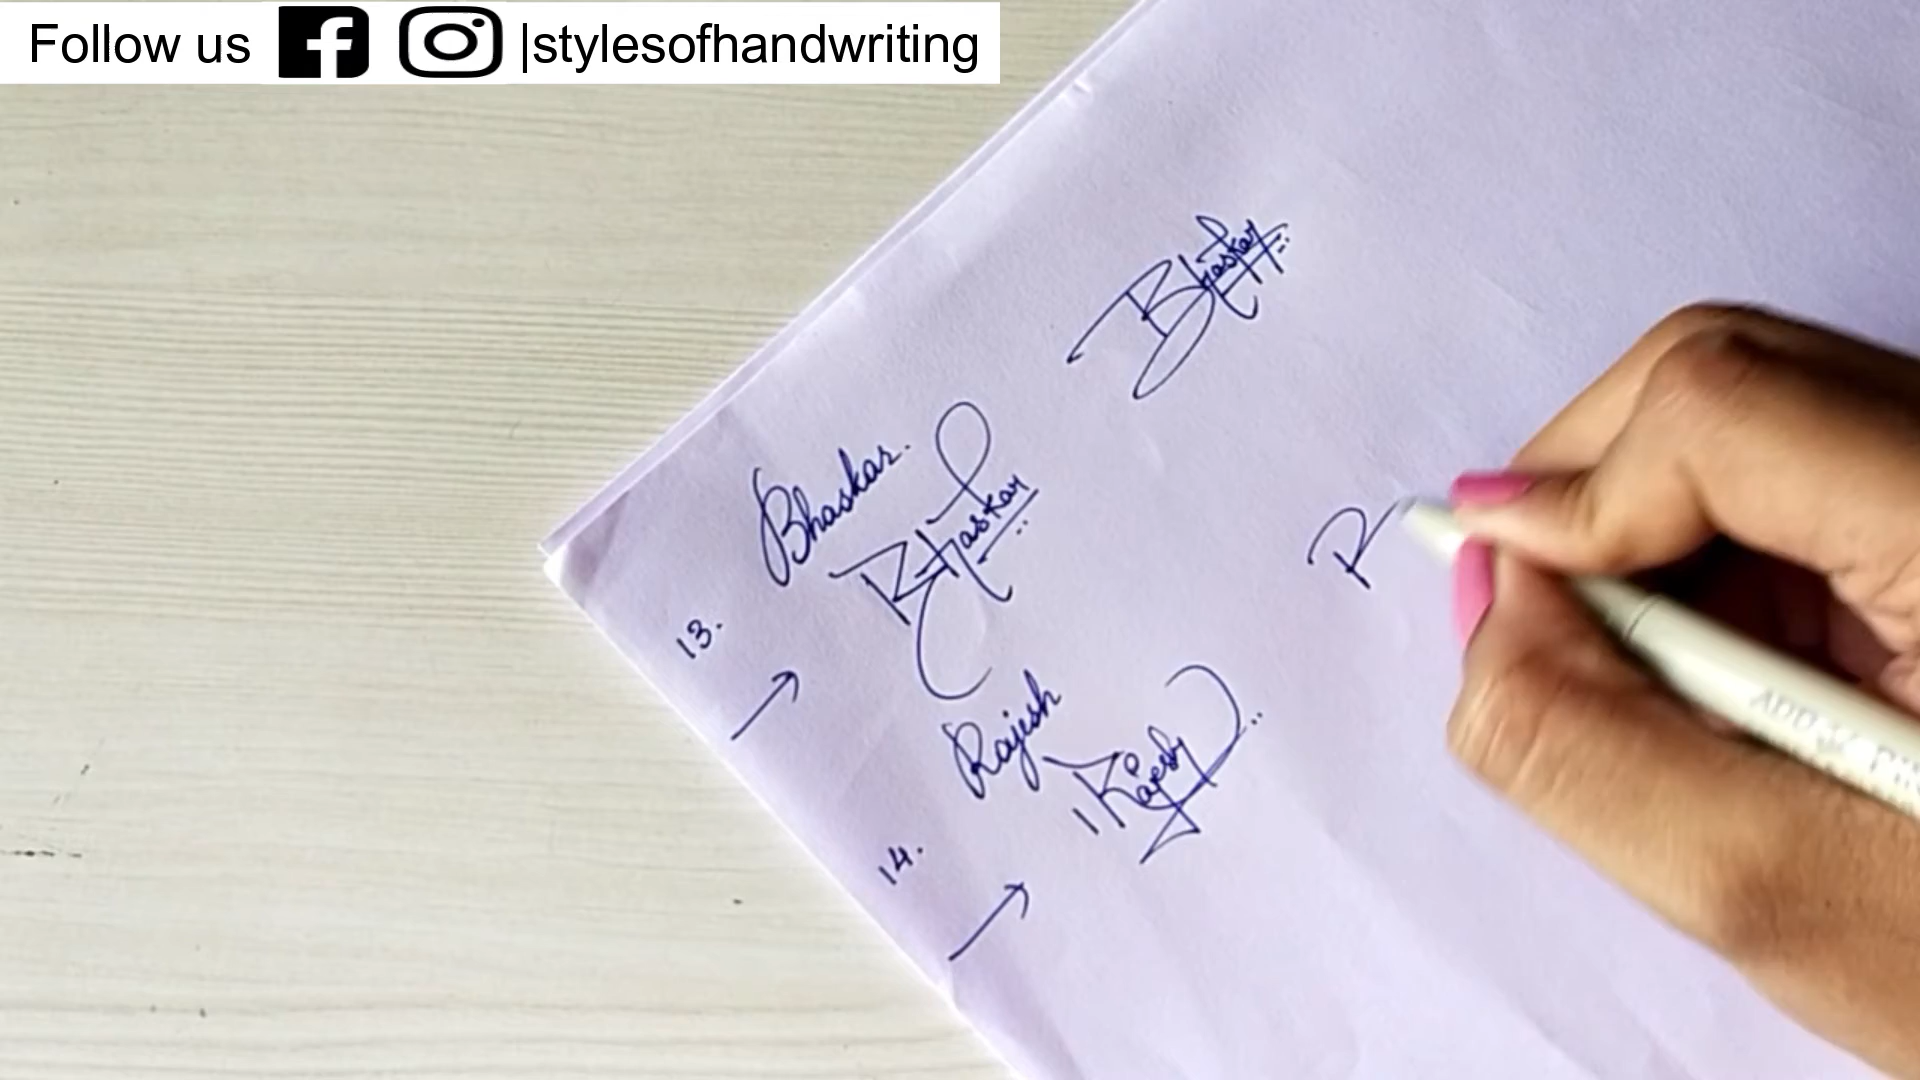 Follow us |stylesofhandwriting
13. Bhaskar.
→ Bhaskar Bhaskar
14. Rajesh
→ Rajesh R